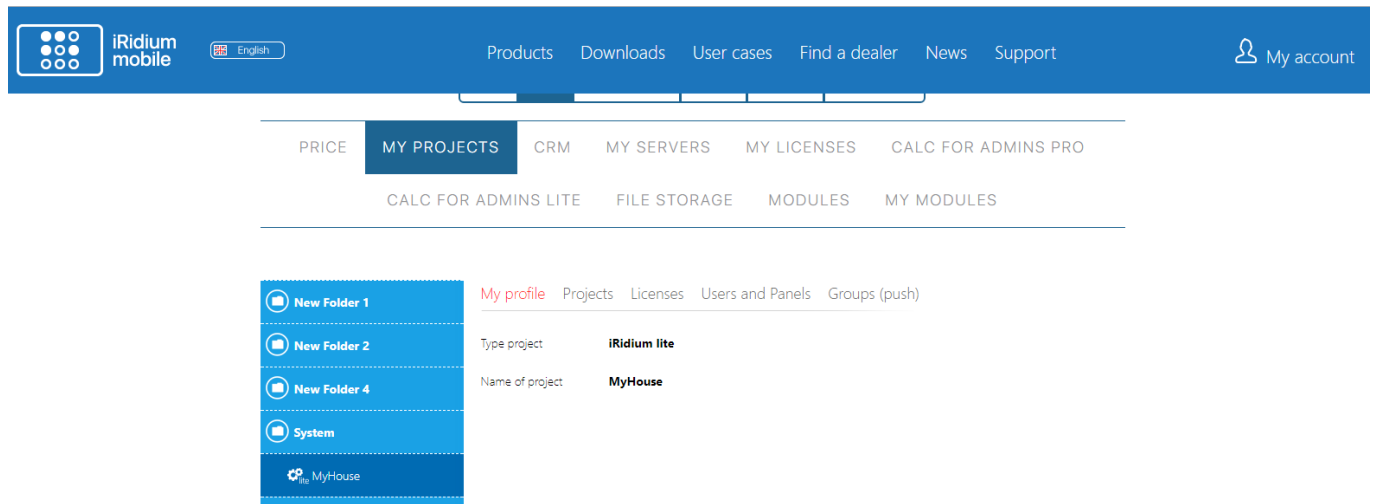 iRidium
mobile
English
Products Downloads User cases Find a dealer News Support
My account
PRICE MY PROJECTS CRM MY SERVERS MY LICENSES CALC FOR ADMINS PRO
CALC FOR ADMINS LITE FILE STORAGE MODULES MY MODULES
New Folder 1
New Folder 2
New Folder 4
System
lite MyHouse
My profile Projects Licenses Users and Panels Groups (push)
Type project iRidium lite
Name of project MyHouse